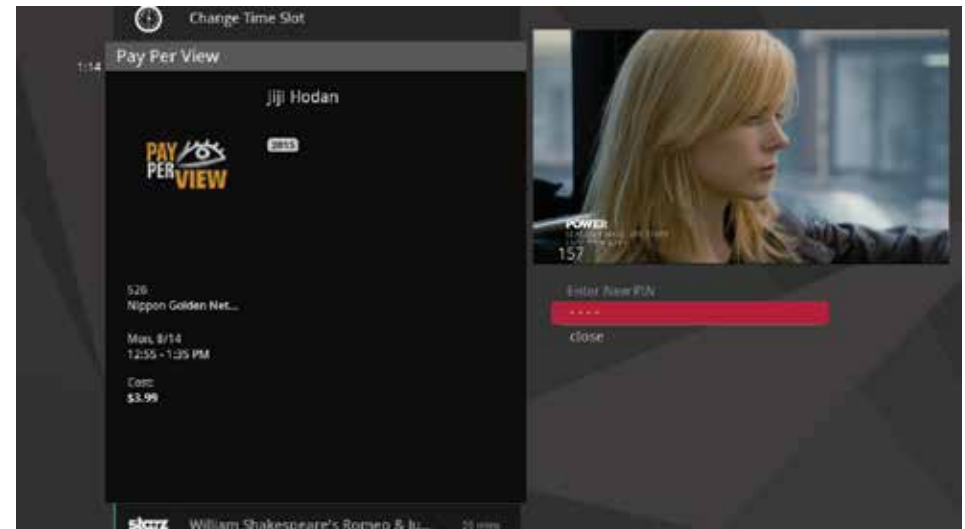 Change Time Slot
1:14
Pay Per View
Jiji Hodan
PAY PER VIEW
2015
526
Nippon Golden Net...
Mon, 8/14
12:55 - 1:35 PM
Cost:
$3.99
POWER
157
Enter New PIN
- - - -
close
starz
William Shakespeare's Romeo & Ju...